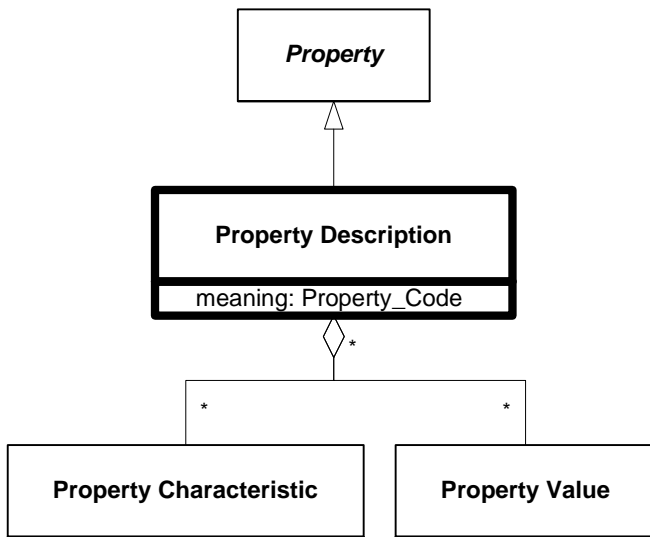 Property
Property Description
meaning: Property_Code
*
* *
Property Characteristic Property Value